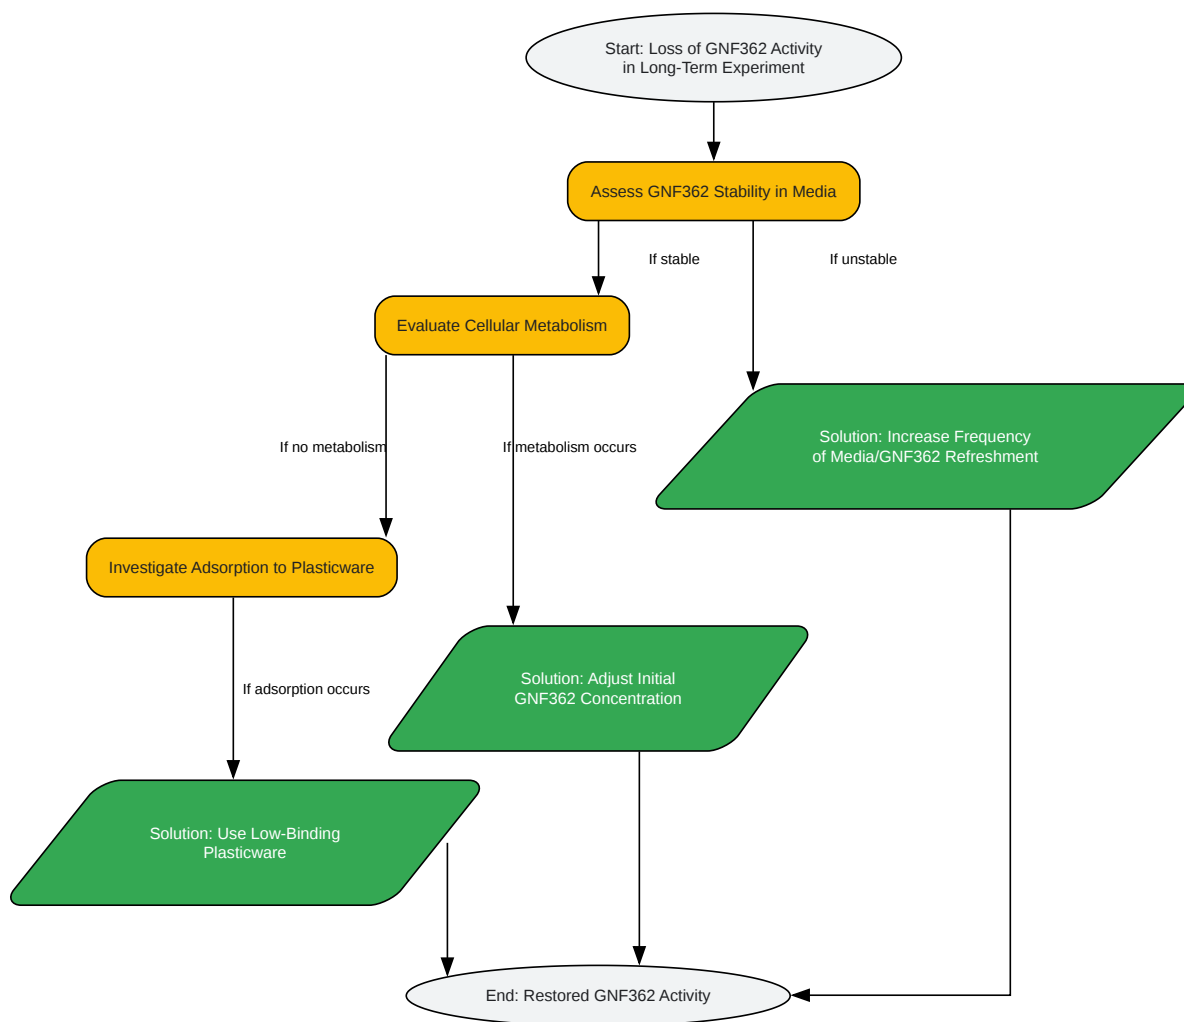 Start: Loss of GNF362 Activity
in Long-Term Experiment
Assess GNF362 Stability in Media
If stable
If unstable
Evaluate Cellular Metabolism
If no metabolism
If metabolism occurs
Solution: Increase Frequency
of Media/GNF362 Refreshment
Investigate Adsorption to Plasticware
If adsorption occurs
Solution: Adjust Initial
GNF362 Concentration
Solution: Use Low-Binding
Plasticware
End: Restored GNF362 Activity